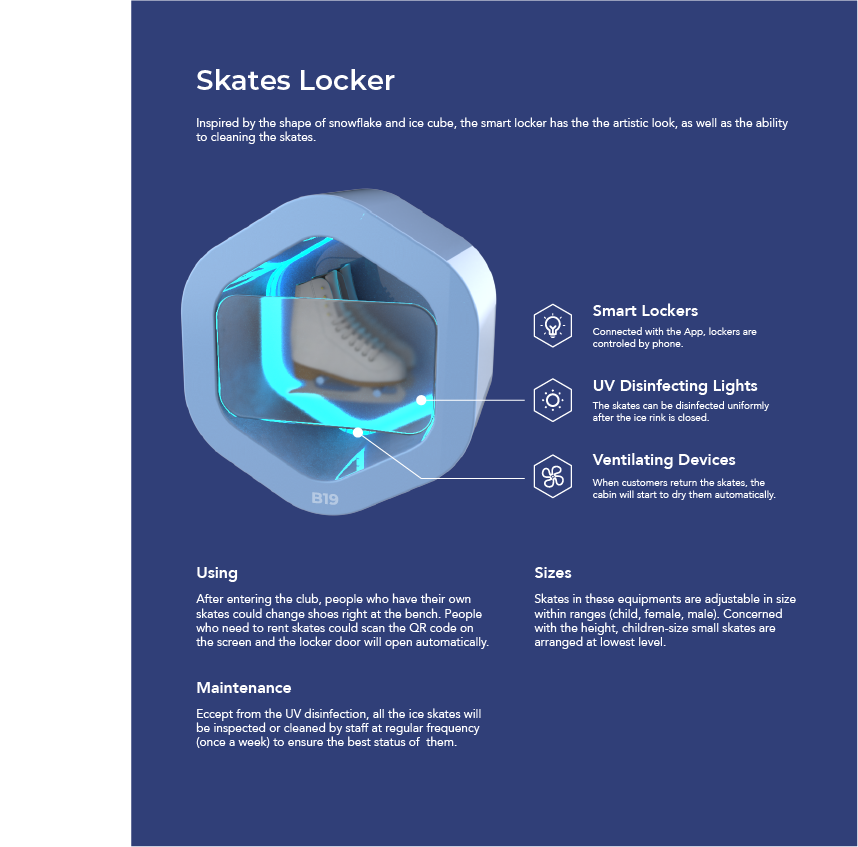 Skates Locker
Inspired by the shape of snowflake and ice cube, the smart locker has the the artistic look, as well as the ability
to cleaning the skates.
Smart Lockers
Connected with the App, lockers are
controled by phone.
UV Disinfecting Lights
The skates can be disinfected uniformly
after the ice rink is closed.
Ventilating Devices
When customers return the skates, the
cabin will start to dry them automatically.
B19
Using
After entering the club, people who have their own
skates could change shoes right at the bench. People
who need to rent skates could scan the QR code on
the screen and the locker door will open automatically.
Sizes
Skates in these equipments are adjustable in size
within ranges (child, female, male). Concerned
with the height, children-size small skates are
arranged at lowest level.
Maintenance
Eccept from the UV disinfection, all the ice skates will
be inspected or cleaned by staff at regular frequency
(once a week) to ensure the best status of  them.